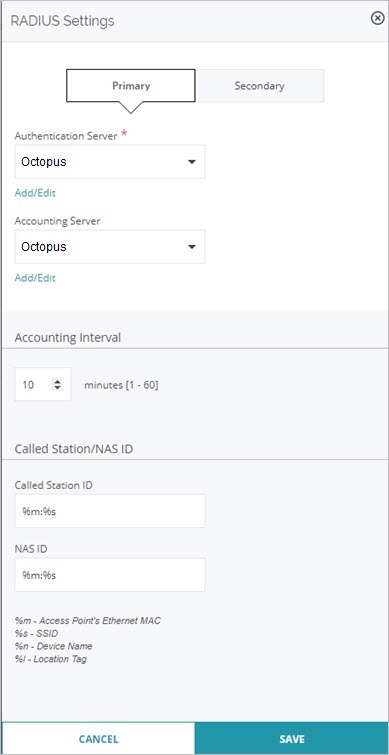 RADIUS Settings
Primary
Secondary
Authentication Server *
Octopus
Add/Edit
Accounting Server
Octopus
Add/Edit
Accounting Interval
10 minutes [1 - 60]
Called Station/NAS ID
Called Station ID
%m:%s
NAS ID
%m:%s
%m - Access Point's Ethernet MAC
%s - SSID
%n - Device Name
%l - Location Tag
CANCEL
SAVE